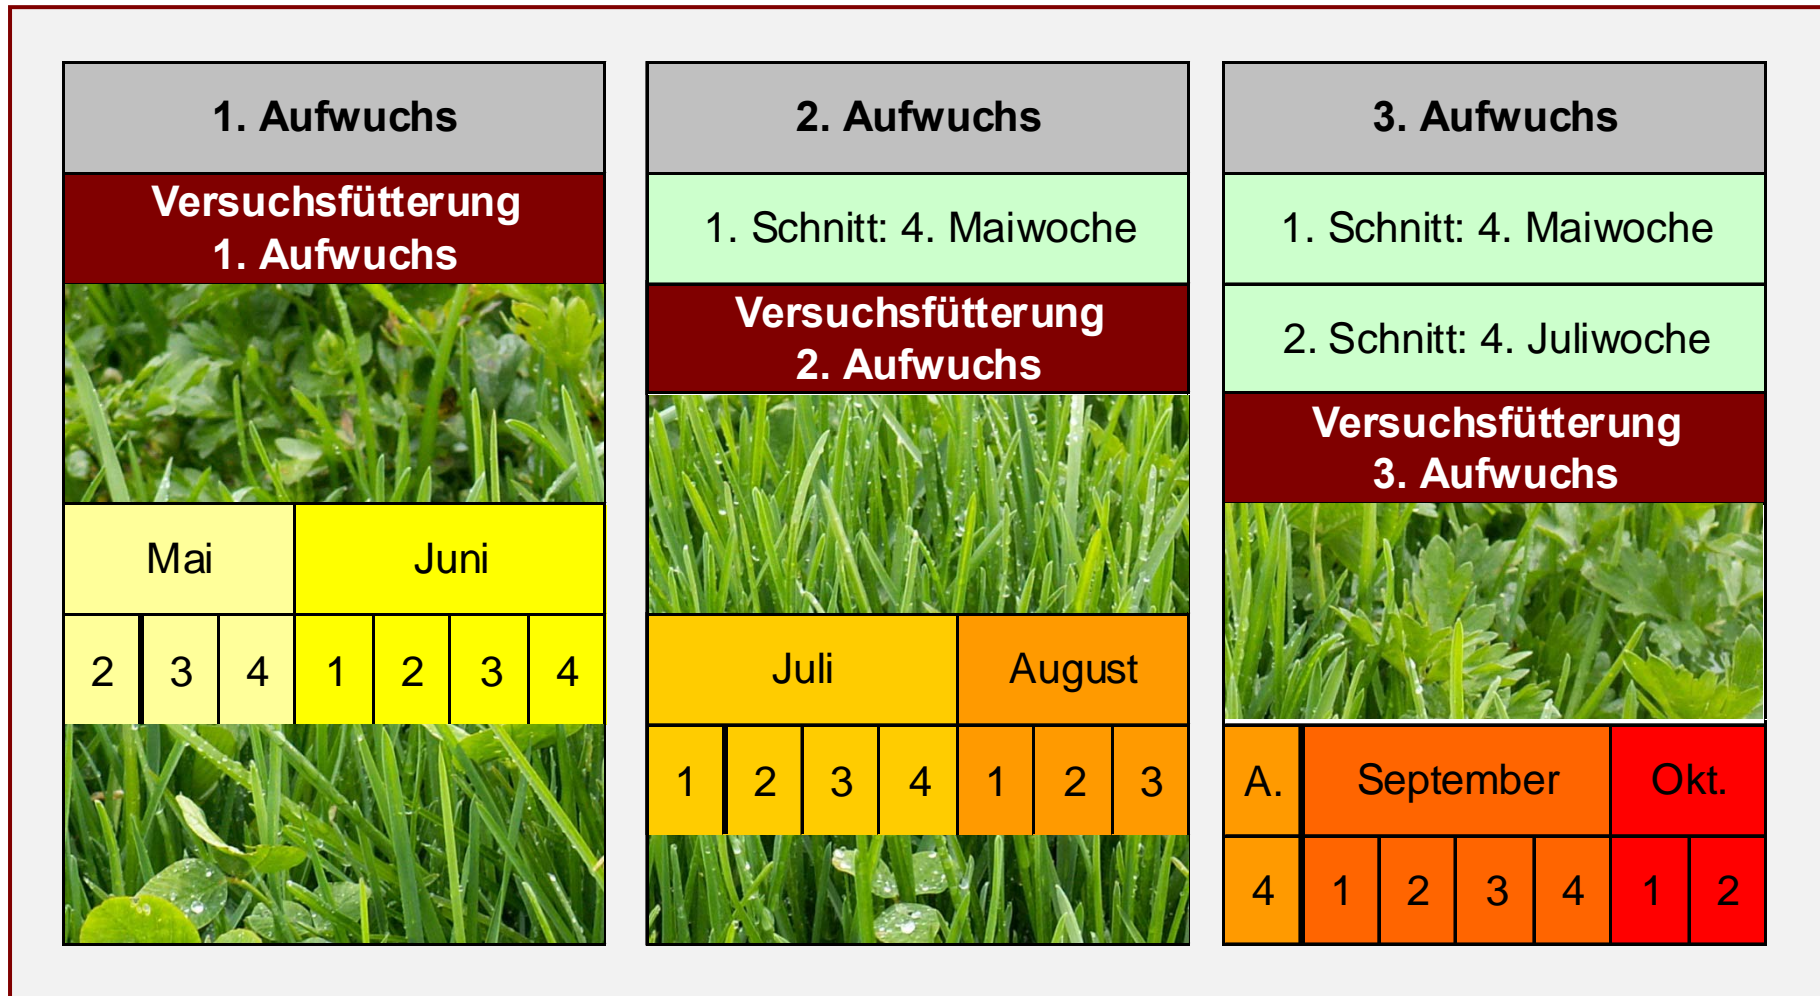 1. Aufwuchs
Versuchsfütterung
1. Aufwuchs
Mai Juni
2 3 4 1 2 3 4
2. Aufwuchs
1. Schnitt: 4. Maiwoche
Versuchsfütterung
2. Aufwuchs
Juli August
1 2 3 4 1 2 3
3. Aufwuchs
1. Schnitt: 4. Maiwoche
2. Schnitt: 4. Juliwoche
Versuchsfütterung
3. Aufwuchs
A. September Okt.
4 1 2 3 4 1 2